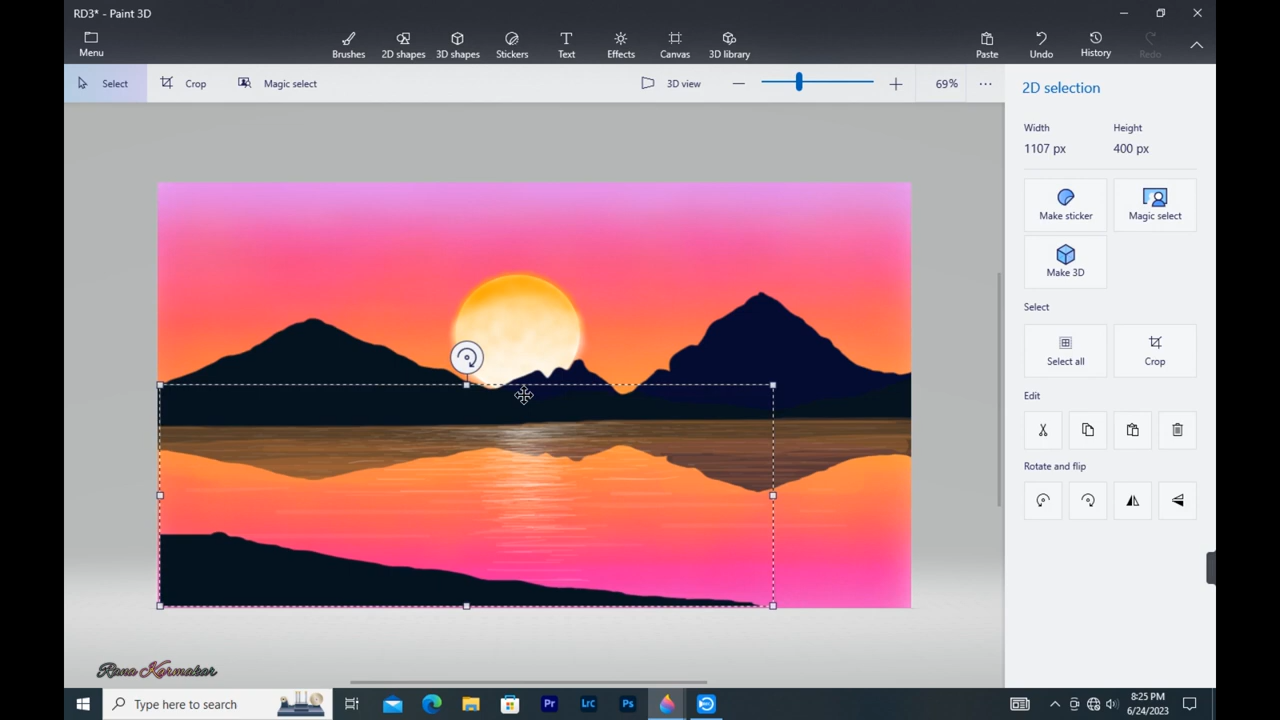 RD3* - Paint 3D
Menu
Brushes
2D shapes
3D shapes
Stickers
Text
Effects
Canvas
3D library
Paste
Undo
History
Redo
Select
Crop
Magic select
3D view
69%
2D selection
Width
Height
1107 px
400 px
Make sticker
Magic select
Make 3D
Select
Select all
Crop
Edit
Rotate and flip
Rana Karmakar
Type here to search
Pr
Lrc
Ps
8:25 PM
6/24/2023